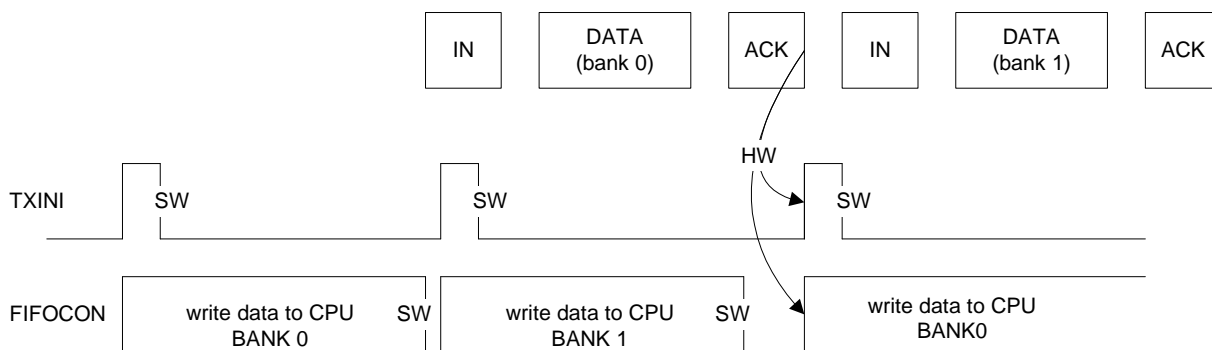 IN
DATA
(bank 0)
ACK
IN
DATA
(bank 1)
ACK
HW
TXINI
SW
SW
SW
FIFOCON
write data to CPU
BANK 0
SW
write data to CPU
BANK 1
SW
write data to CPU
BANK0